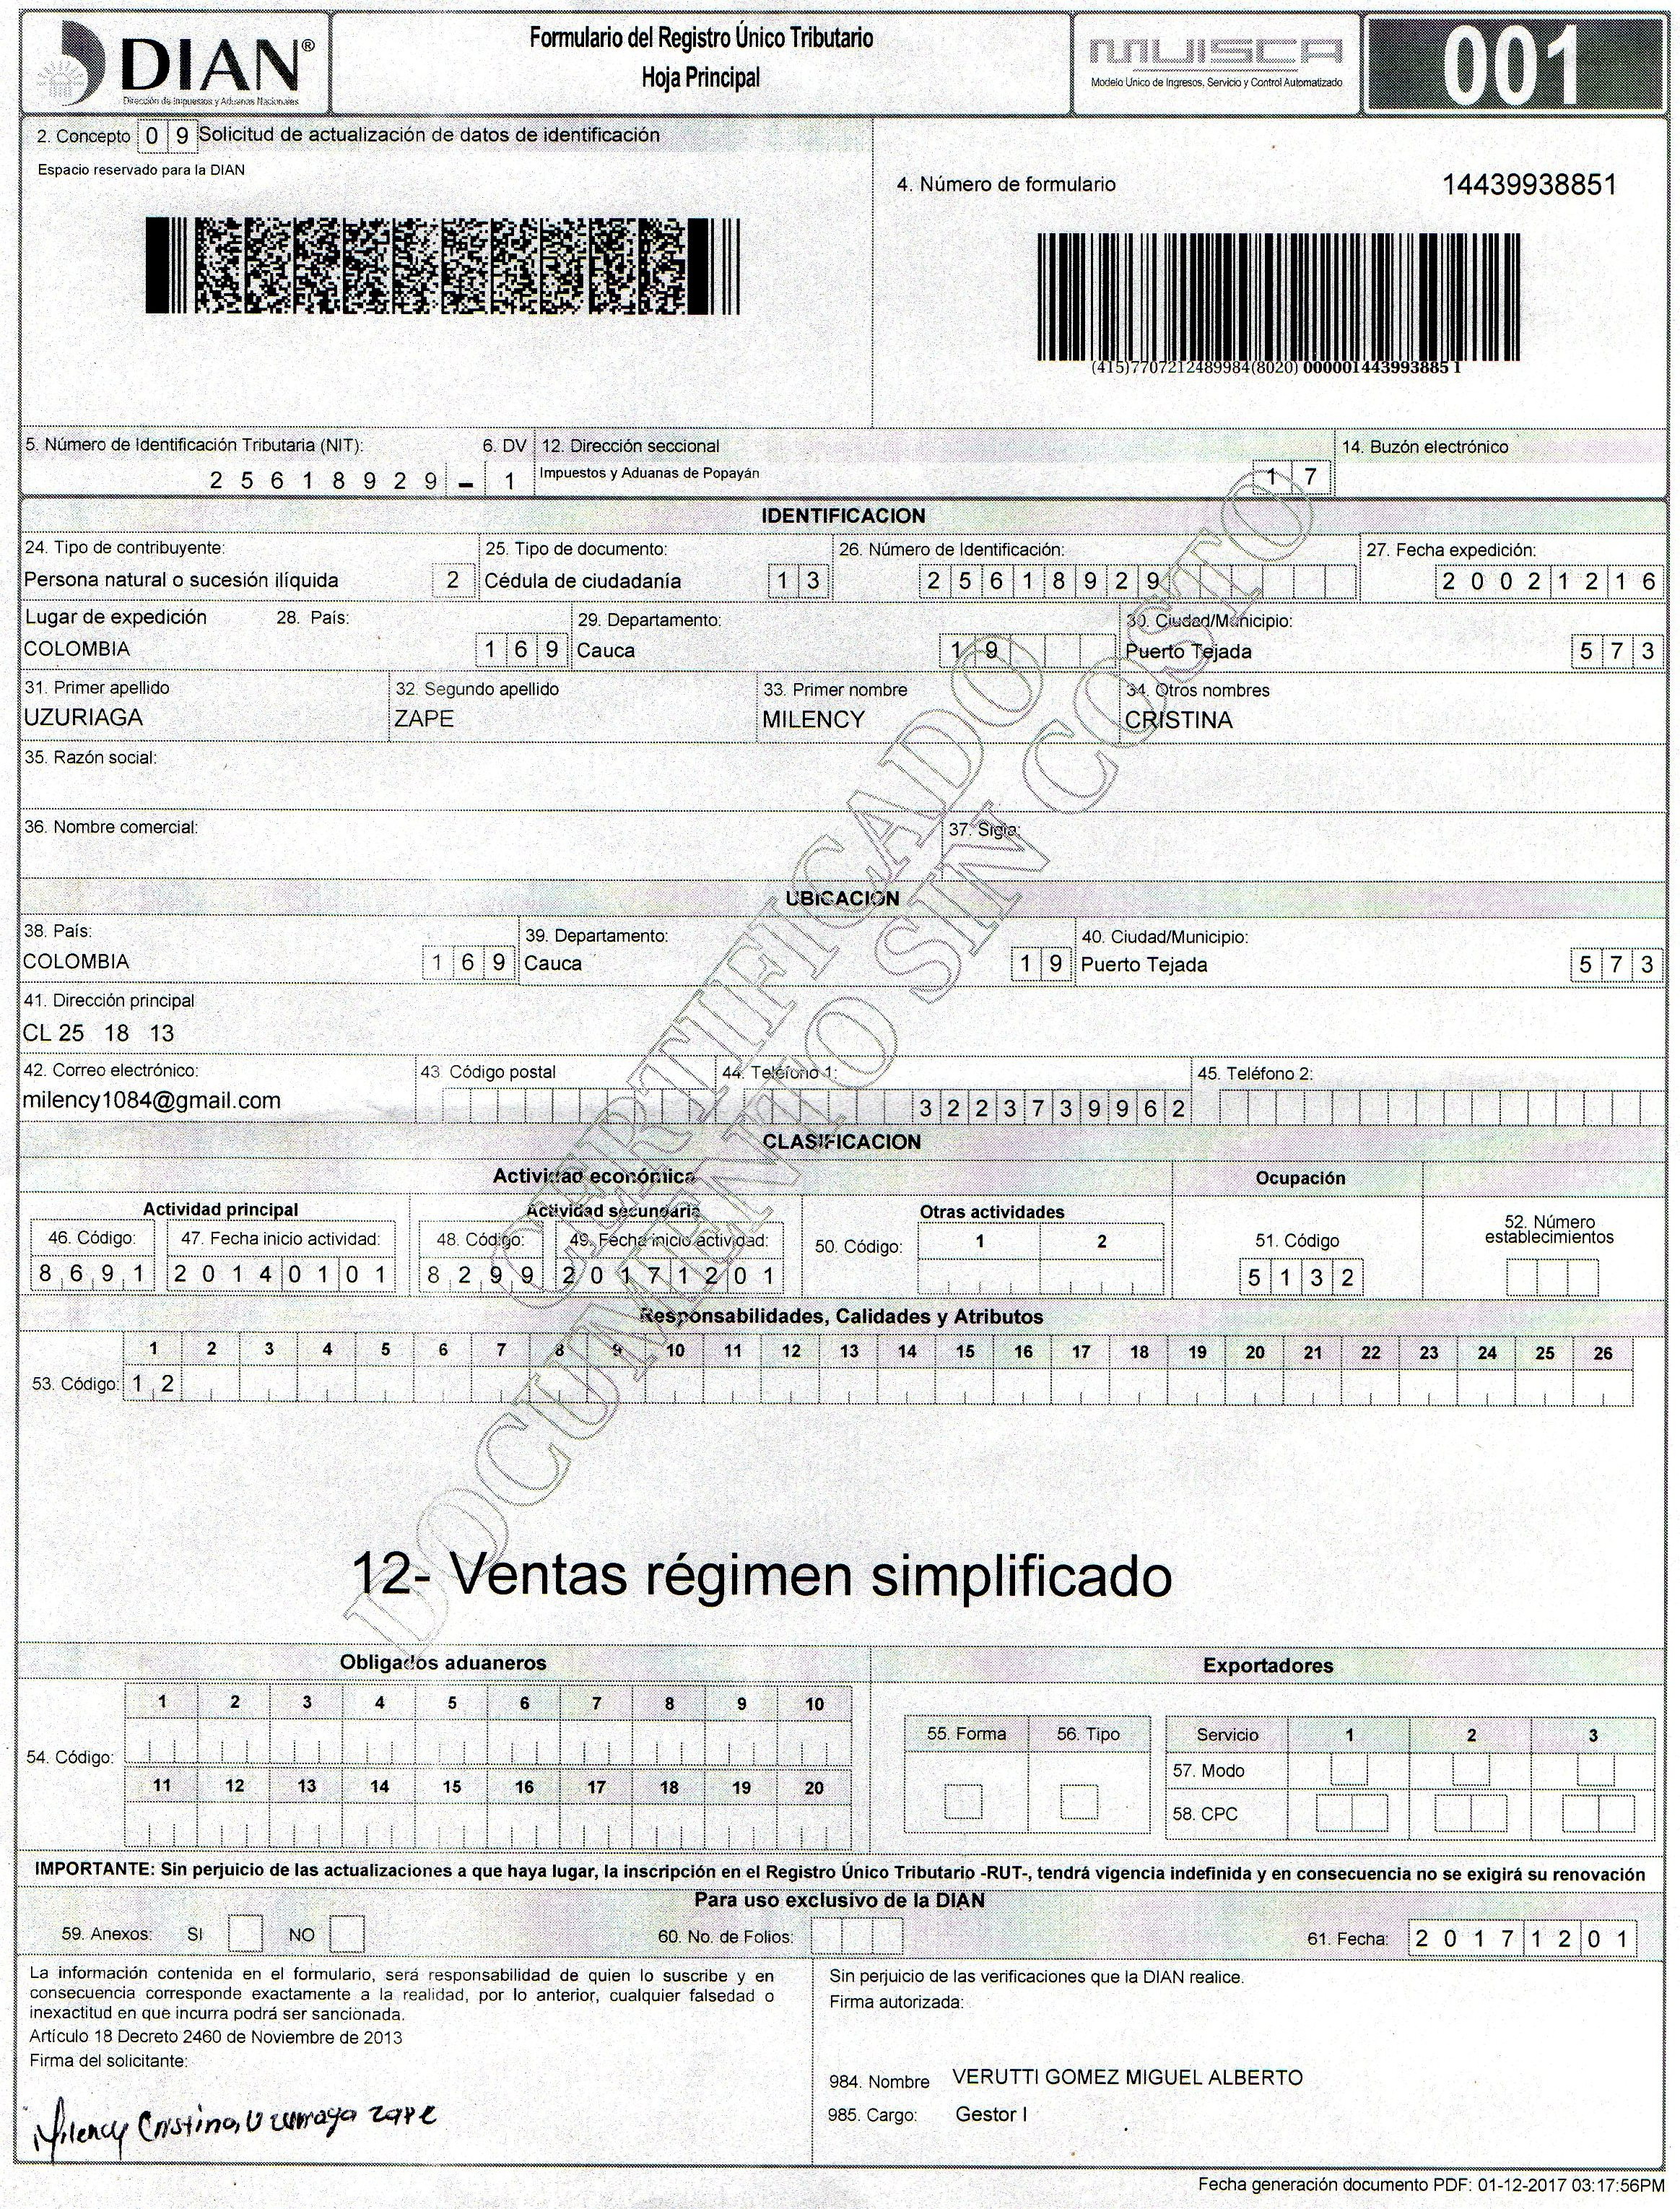 DIAN®
Dirección de Impuestos y Aduanas Nacionales
Formulario del Registro Único Tributario
Hoja Principal
MUISCA
Modelo Unico de Ingresos, Servicio y Control Automatizado
001
2. Concepto 0 9 Solicitud de actualización de datos de identificación
Espacio reservado para la DIAN
4. Número de formulario 14439938851
(415)7707212489984(8020) 0000014439938851
5. Número de Identificación Tributaria (NIT): 6. DV 12. Dirección seccional 14. Buzón electrónico
2 5 6 1 8 9 2 9 - 1 Impuestos y Aduanas de Popayán 1 7
IDENTIFICACION
24. Tipo de contribuyente: 25. Tipo de documento: 26. Número de Identificación: 27. Fecha expedición:
Persona natural o sucesión ilíquida 2 Cédula de ciudadanía 1 3 2 5 6 1 8 9 2 9 2 0 0 2 1 2 1 6
Lugar de expedición 28. País: 29. Departamento: 30. Ciudad/Municipio:
COLOMBIA 1 6 9 Cauca 1 9 Puerto Tejada 5 7 3
31. Primer apellido 32. Segundo apellido 33. Primer nombre 34. Otros nombres
UZURIAGA ZAPE MILENCY CRISTINA
35. Razón social:
36. Nombre comercial: 37. Sigla:
UBICACION
38. País: 39. Departamento: 40. Ciudad/Municipio:
COLOMBIA 1 6 9 Cauca 1 9 Puerto Tejada 5 7 3
41. Dirección principal
CL 25 18 13
42. Correo electrónico: 43. Código postal 44. Teléfono 1: 45. Teléfono 2:
milency1084@gmail.com 3 2 2 3 7 3 9 9 6 2
CLASIFICACION
Actividad económica Ocupación
Actividad principal Actividad secundaria Otras actividades 52. Número establecimientos
46. Código: 47. Fecha inicio actividad: 48. Código: 49. Fecha inicio actividad: 50. Código: 1 2 51. Código
8 6 9 1 2 0 1 4 0 1 0 1 8 2 9 9 2 0 1 7 1 2 0 1 5 1 3 2
Responsabilidades, Calidades y Atributos
1 2 3 4 5 6 7 8 9 10 11 12 13 14 15 16 17 18 19 20 21 22 23 24 25 26
53. Código: 1 2
12- Ventas régimen simplificado
CERTIFICADO
DOCUMENTO SIN COSTO
Obligados aduaneros Exportadores
1 2 3 4 5 6 7 8 9 10
55. Forma 56. Tipo Servicio 1 2 3
54. Código:
57. Modo
11 12 13 14 15 16 17 18 19 20
58. CPC
IMPORTANTE: Sin perjuicio de las actualizaciones a que haya lugar, la inscripción en el Registro Único Tributario -RUT-, tendrá vigencia indefinida y en consecuencia no se exigirá su renovación
Para uso exclusivo de la DIAN
59. Anexos: SI NO 60. No. de Folios: 61. Fecha: 2 0 1 7 1 2 0 1
La información contenida en el formulario, será responsabilidad de quien lo suscribe y en
consecuencia corresponde exactamente a la realidad, por lo anterior, cualquier falsedad o
inexactitud en que incurra podrá ser sancionada.
Artículo 18 Decreto 2460 de Noviembre de 2013
Firma del solicitante:
Milency Cristina Uzuriaga zape
Sin perjuicio de las verificaciones que la DIAN realice.
Firma autorizada:
984. Nombre VERUTTI GOMEZ MIGUEL ALBERTO
985. Cargo: Gestor I
Fecha generación documento PDF: 01-12-2017 03:17:56PM